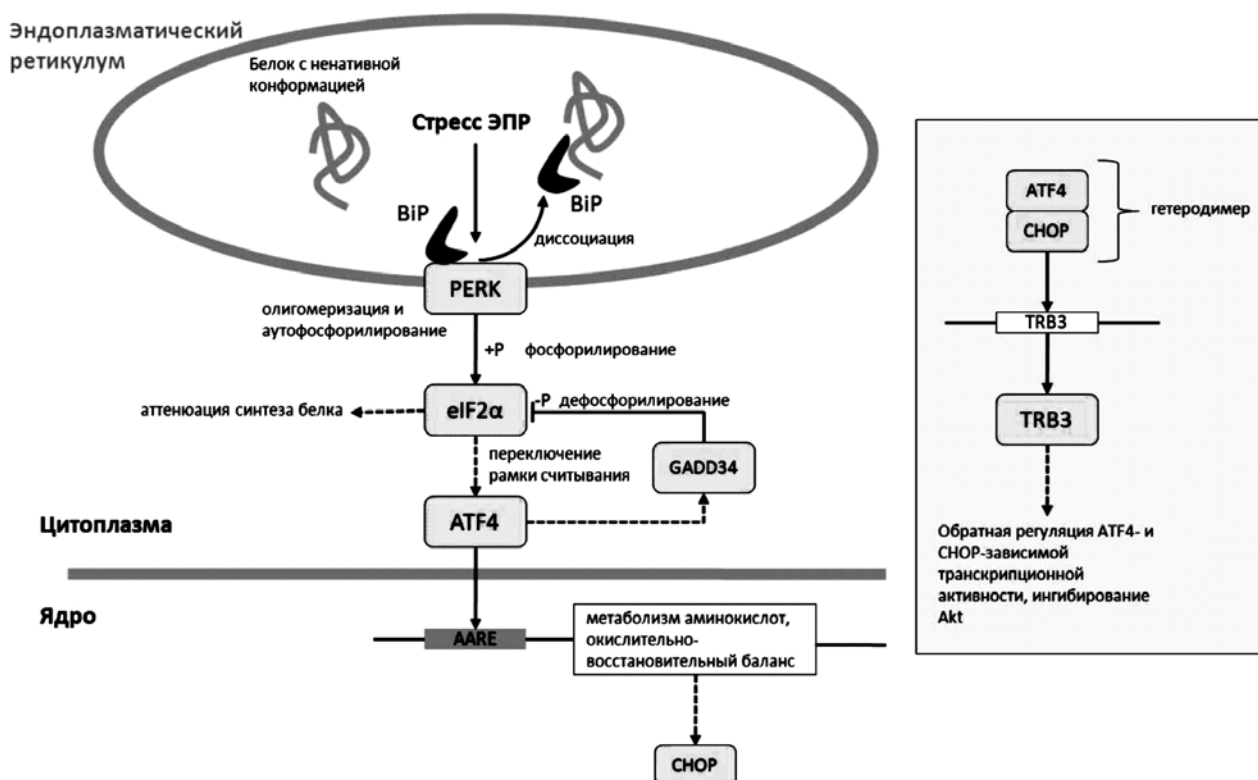 Эндоплазматический
ретикулум
Белок с ненативной
конформацией
Стресс ЭПР
BiP
BiP
диссоциация
PERK
олигомеризация и
аутофосфорилирование
+P фосфорилирование
аттенюация синтеза белка
eIF2α
-P дефосфорилирование
переключение
рамки считывания
GADD34
ATF4
Цитоплазма
Ядро
AARE
метаболизм аминокислот,
окислительно-
восстановительный баланс
CHOP
ATF4
CHOP
гетеродимер
TRB3
TRB3
Обратная регуляция ATF4- и
CHOP-зависимой
транскрипционной
активности, ингибирование
Akt